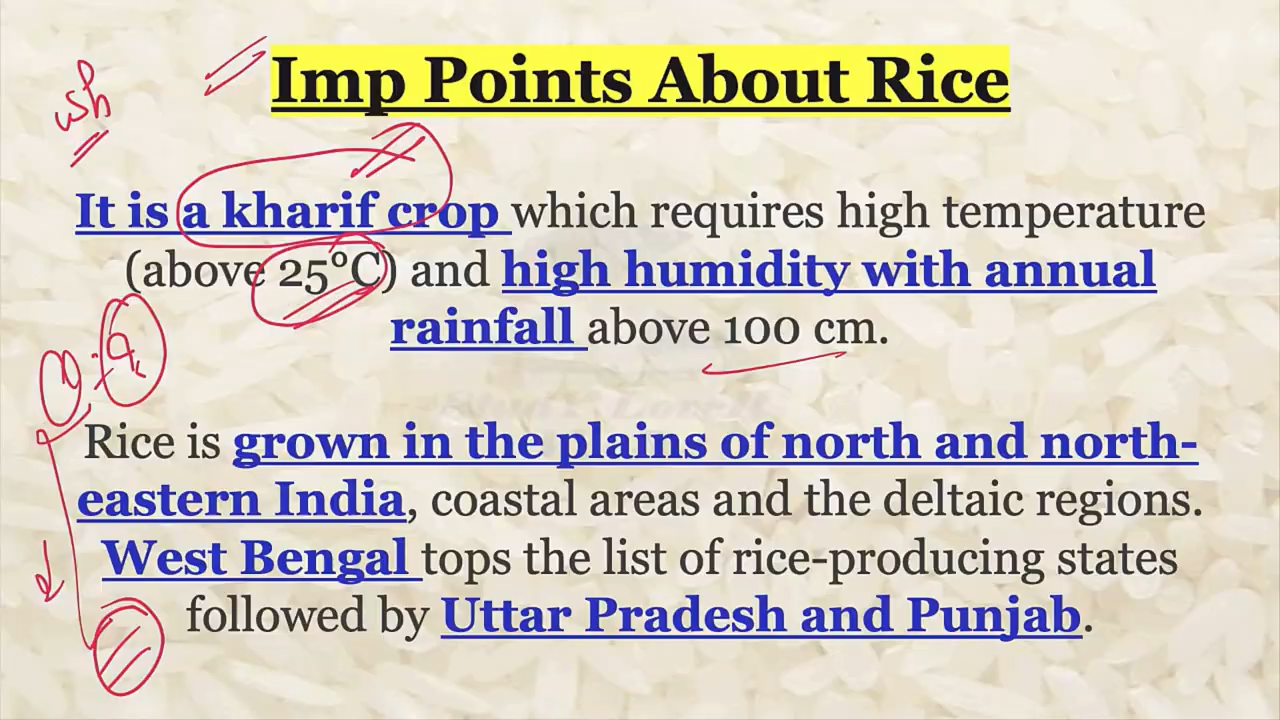 Imp Points About Rice
It is a kharif crop which requires high temperature
(above 25°C) and high humidity with annual
rainfall above 100 cm.
Rice is grown in the plains of north and north-
eastern India, coastal areas and the deltaic regions.
West Bengal tops the list of rice-producing states
followed by Uttar Pradesh and Punjab.